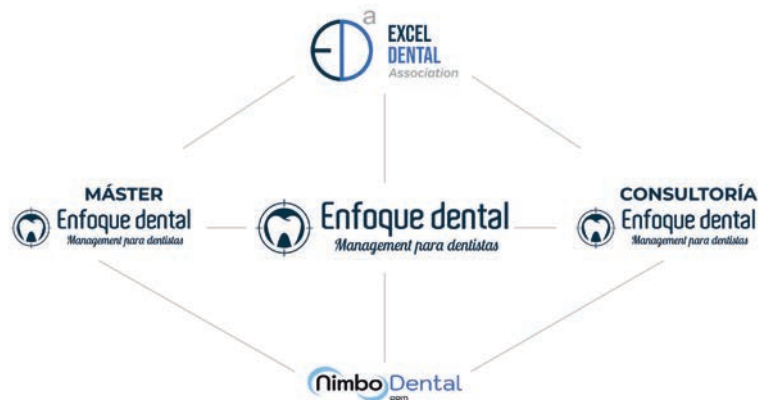 a
EXCEL
DENTAL
Association
MÁSTER
Enfoque dental
Management para dentistas
Enfoque dental
Management para dentistas
CONSULTORÍA
Enfoque dental
Management para dentistas
Nimbo Dental